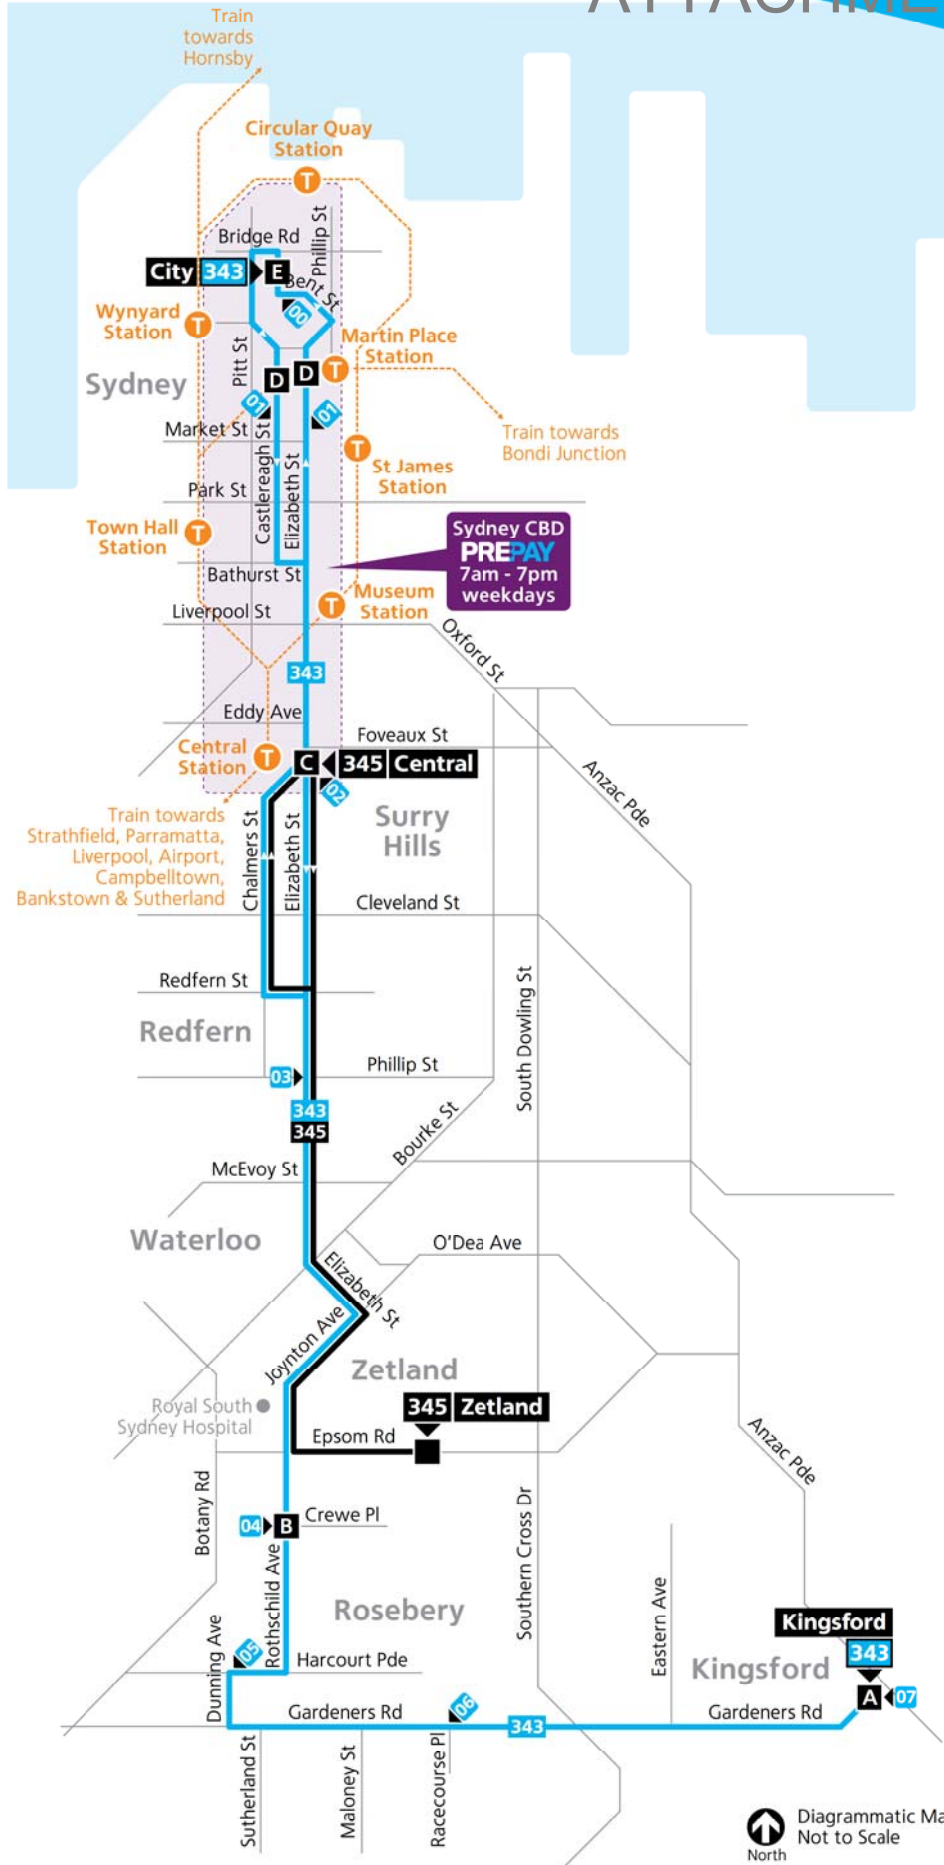 ATTACHME
Train
towards
Hornsby
Circular Quay
Station
T
Phillip St
Bridge Rd
City 343
E
Bent St
00
Wynyard
Station
T
Martin Place
Station
T
Pitt St
D
D
Sydney
01
01
Market St
Train towards
Bondi Junction
T
St James
Station
Castlereagh St
Elizabeth St
Park St
Town Hall
Station
T
Sydney CBD
PREPAY
7am - 7pm
weekdays
Bathurst St
Museum
Station
T
Liverpool St
Oxford St
343
Eddy Ave
Foveaux St
Central
Station
T
C
345 Central
02
Anzac Pde
Train towards
Strathfield, Parramatta,
Liverpool, Airport,
Campbelltown,
Bankstown & Sutherland
Chalmers St
Elizabeth St
Surry
Hills
Cleveland St
Redfern St
South Dowling St
Redfern
03
Phillip St
343
345
Bourke St
McEvoy St
Waterloo
O'Dea Ave
Elizabeth St
Joynton Ave
Zetland
Royal South
Sydney Hospital
345 Zetland
Epsom Rd
Anzac Pde
Botany Rd
04
B
Crewe Pl
Southern Cross Dr
Rothschild Ave
Rosebery
Eastern Ave
Kingsford
343
Dunning Ave
05
Harcourt Pde
Kingsford
A
07
Gardeners Rd
06
343
Gardeners Rd
Sutherland St
Maloney St
Racecourse Pl
North
Diagrammatic Ma
Not to Scale